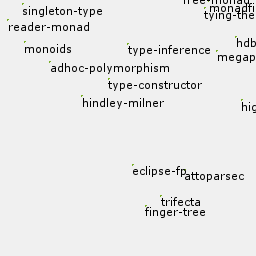 free-monad
singleton-type
monadfi
tying-the
reader-monad
hdb
monoids
type-inference
megap
adhoc-polymorphism
type-constructor
hindley-milner
hig
eclipse-fp
attoparsec
trifecta
finger-tree